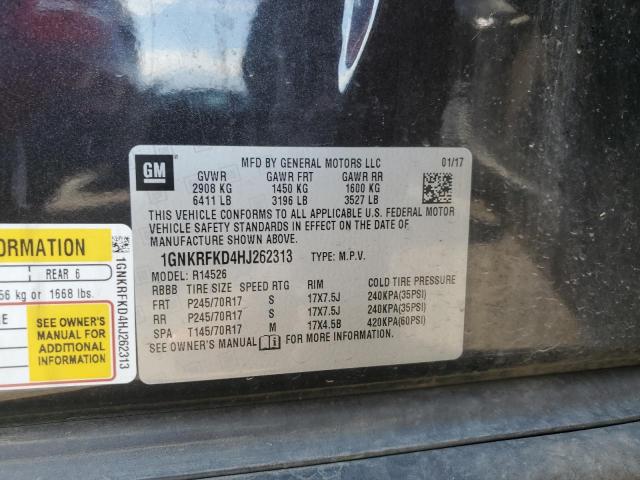 GM
MFD BY GENERAL MOTORS LLC
01/17
GVWR GAWR FRT GAWR RR
2908 KG 1450 KG 1600 KG
6411 LB 3196 LB 3527 LB
THIS VEHICLE CONFORMS TO ALL APPLICABLE U.S. FEDERAL MOTOR
VEHICLE SAFETY STANDARDS IN EFFECT ON THE DATE OF
MANUFACTURE SHOWN ABOVE.
1GNKRFKD4HJ262313 TYPE: M.P.V.
MODEL: R14526
RBBB TIRE SIZE SPEED RTG RIM COLD TIRE PRESSURE
FRT P245/70R17 S 17X7.5J 240KPA(35PSI)
RR P245/70R17 S 17X7.5J 240KPA(35PSI)
SPA T145/70R17 M 17X4.5B 420KPA(60PSI)
SEE OWNER'S MANUAL FOR MORE INFORMATION.
ORMATION
REAR 6
56 kg or 1668 lbs.
SEE OWNER'S
MANUAL FOR
ADDITIONAL
INFORMATION
1GNKRFKD4HJ262313